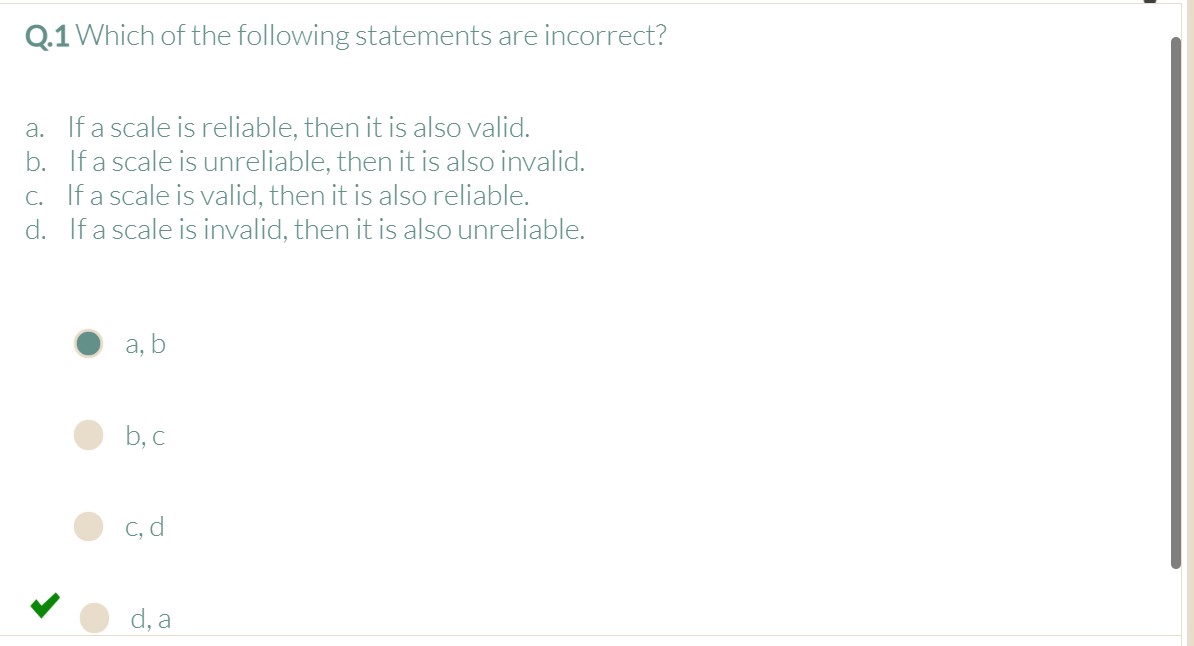 Q.1 Which of the following statements are incorrect?
a. If a scale is reliable, then it is also valid.
b. If a scale is unreliable, then it is also invalid.
c. If a scale is valid, then it is also reliable.
d. If a scale is invalid, then it is also unreliable.
a, b
b, c
c, d
d, a